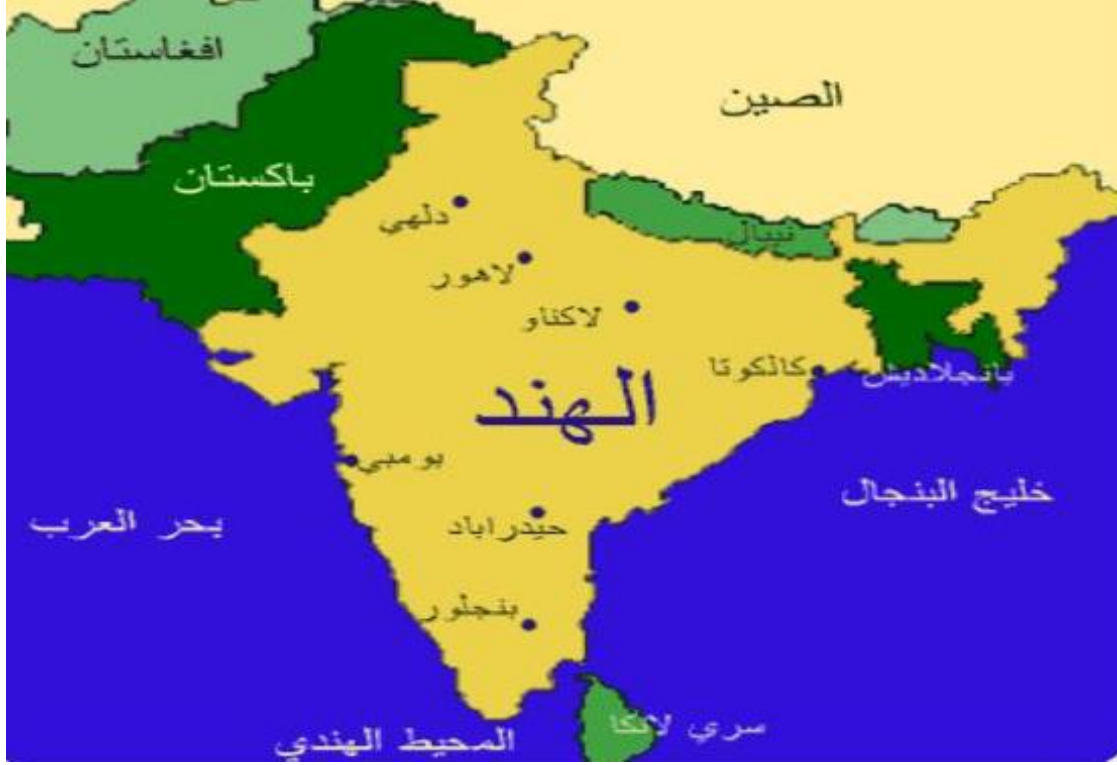 افغاستان
الصين
باكستان
دلهي
نيبال
لاهور
لاكناو
كالكوتا
بانجلاديش
الهند
بومبي
خليج البنجال
بحر العرب
حيدراباد
بنجلور
سري لانكا
المحيط الهندي